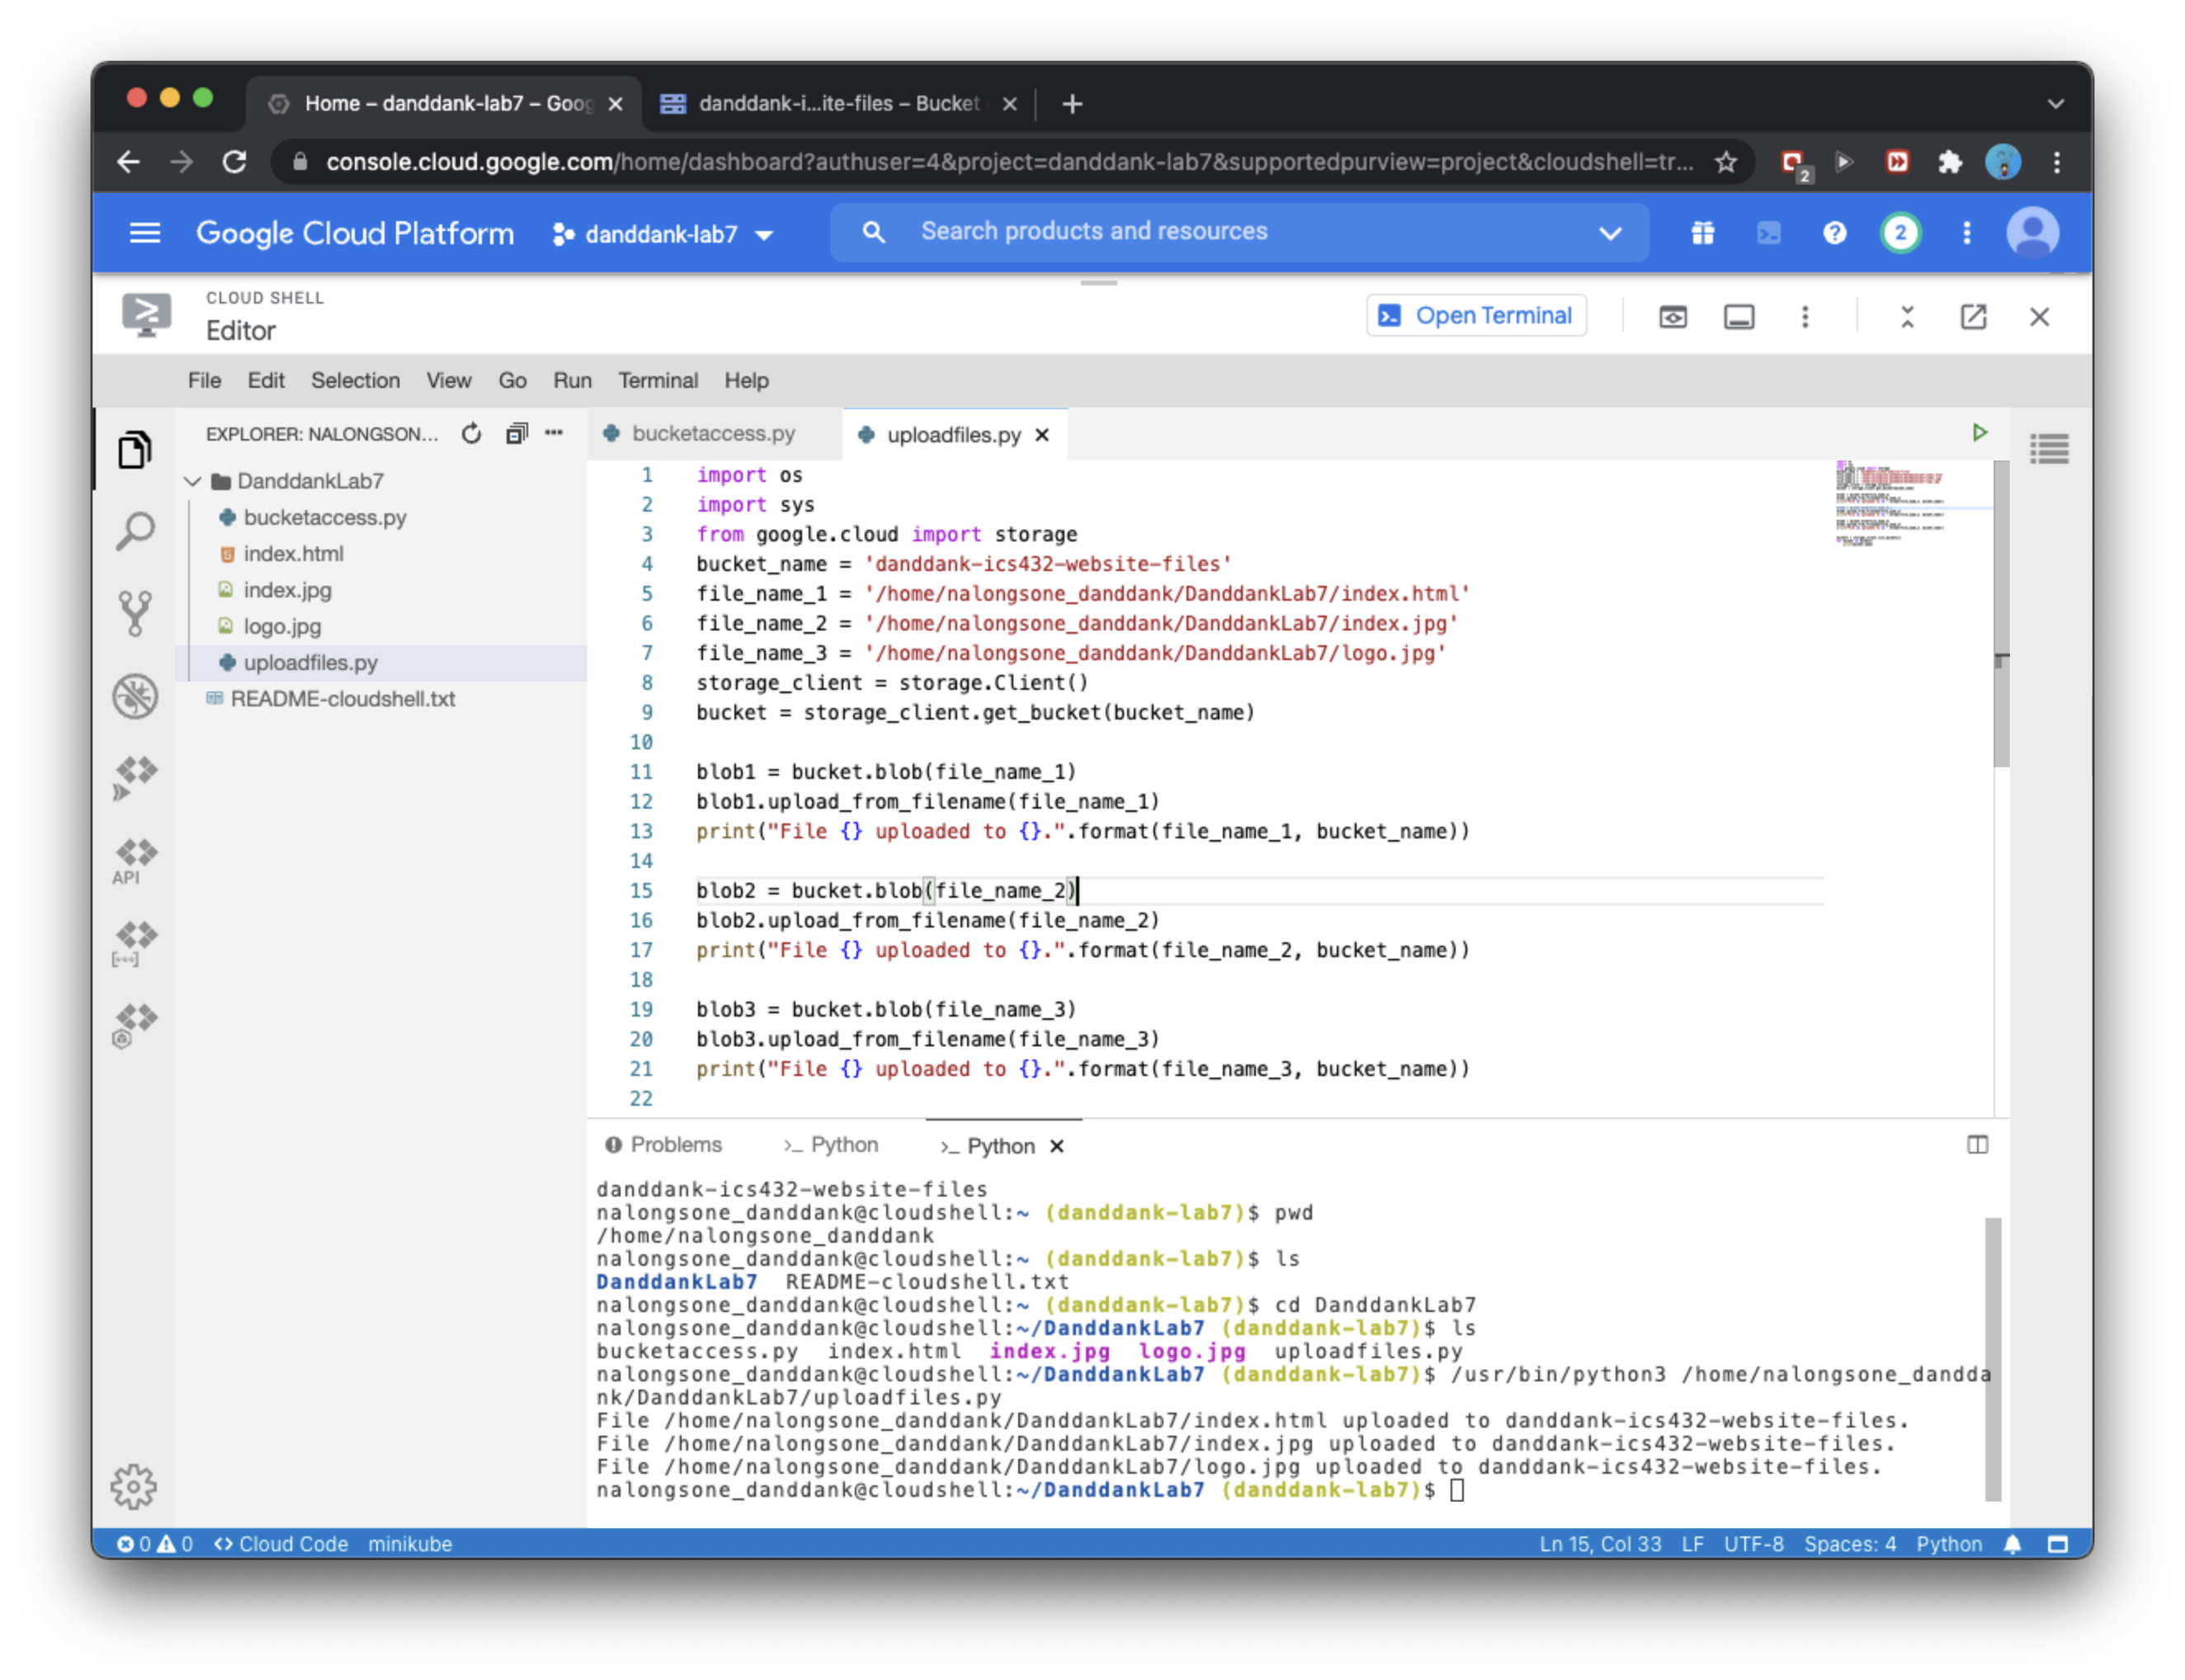 Home – danddank-lab7 – Goog
danddank-i...ite-files – Bucket
console.cloud.google.com/home/dashboard?authuser=4&project=danddank-lab7&supportedpurview=project&cloudshell=tr...
2
Google Cloud Platform
danddank-lab7
Search products and resources
2
CLOUD SHELL
Editor
Open Terminal
File Edit Selection View Go Run Terminal Help
EXPLORER: NALONGSON...
DanddankLab7
bucketaccess.py
index.html
index.jpg
logo.jpg
uploadfiles.py
README-cloudshell.txt
API
bucketaccess.py
uploadfiles.py
1 import os
2 import sys
3 from google.cloud import storage
4 bucket_name = 'danddank-ics432-website-files'
5 file_name_1 = '/home/nalongsone_danddank/DanddankLab7/index.html'
6 file_name_2 = '/home/nalongsone_danddank/DanddankLab7/index.jpg'
7 file_name_3 = '/home/nalongsone_danddank/DanddankLab7/logo.jpg'
8 storage_client = storage.Client()
9 bucket = storage_client.get_bucket(bucket_name)
10
11 blob1 = bucket.blob(file_name_1)
12 blob1.upload_from_filename(file_name_1)
13 print("File {} uploaded to {}.".format(file_name_1, bucket_name))
14
15 blob2 = bucket.blob(file_name_2)
16 blob2.upload_from_filename(file_name_2)
17 print("File {} uploaded to {}.".format(file_name_2, bucket_name))
18
19 blob3 = bucket.blob(file_name_3)
20 blob3.upload_from_filename(file_name_3)
21 print("File {} uploaded to {}.".format(file_name_3, bucket_name))
22
Problems >_ Python >_ Python
danddank-ics432-website-files
nalongsone_danddank@cloudshell:~ (danddank-lab7)$ pwd
/home/nalongsone_danddank
nalongsone_danddank@cloudshell:~ (danddank-lab7)$ ls
DanddankLab7 README-cloudshell.txt
nalongsone_danddank@cloudshell:~ (danddank-lab7)$ cd DanddankLab7
nalongsone_danddank@cloudshell:~/DanddankLab7 (danddank-lab7)$ ls
bucketaccess.py index.html index.jpg logo.jpg uploadfiles.py
nalongsone_danddank@cloudshell:~/DanddankLab7 (danddank-lab7)$ /usr/bin/python3 /home/nalongsone_dandda
nk/DanddankLab7/uploadfiles.py
File /home/nalongsone_danddank/DanddankLab7/index.html uploaded to danddank-ics432-website-files.
File /home/nalongsone_danddank/DanddankLab7/index.jpg uploaded to danddank-ics432-website-files.
File /home/nalongsone_danddank/DanddankLab7/logo.jpg uploaded to danddank-ics432-website-files.
nalongsone_danddank@cloudshell:~/DanddankLab7 (danddank-lab7)$
0 0 <> Cloud Code minikube Ln 15, Col 33 LF UTF-8 Spaces: 4 Python